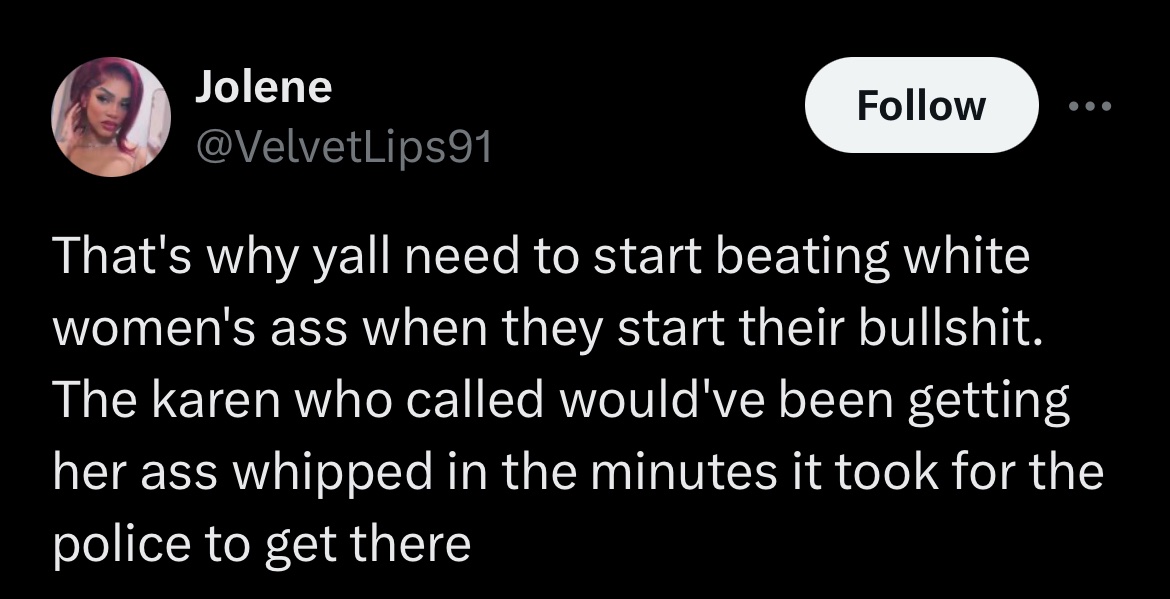 Jolene
@VelvetLips91
Follow
That's why yall need to start beating white
women's ass when they start their bullshit.
The karen who called would've been getting
her ass whipped in the minutes it took for the
police to get there